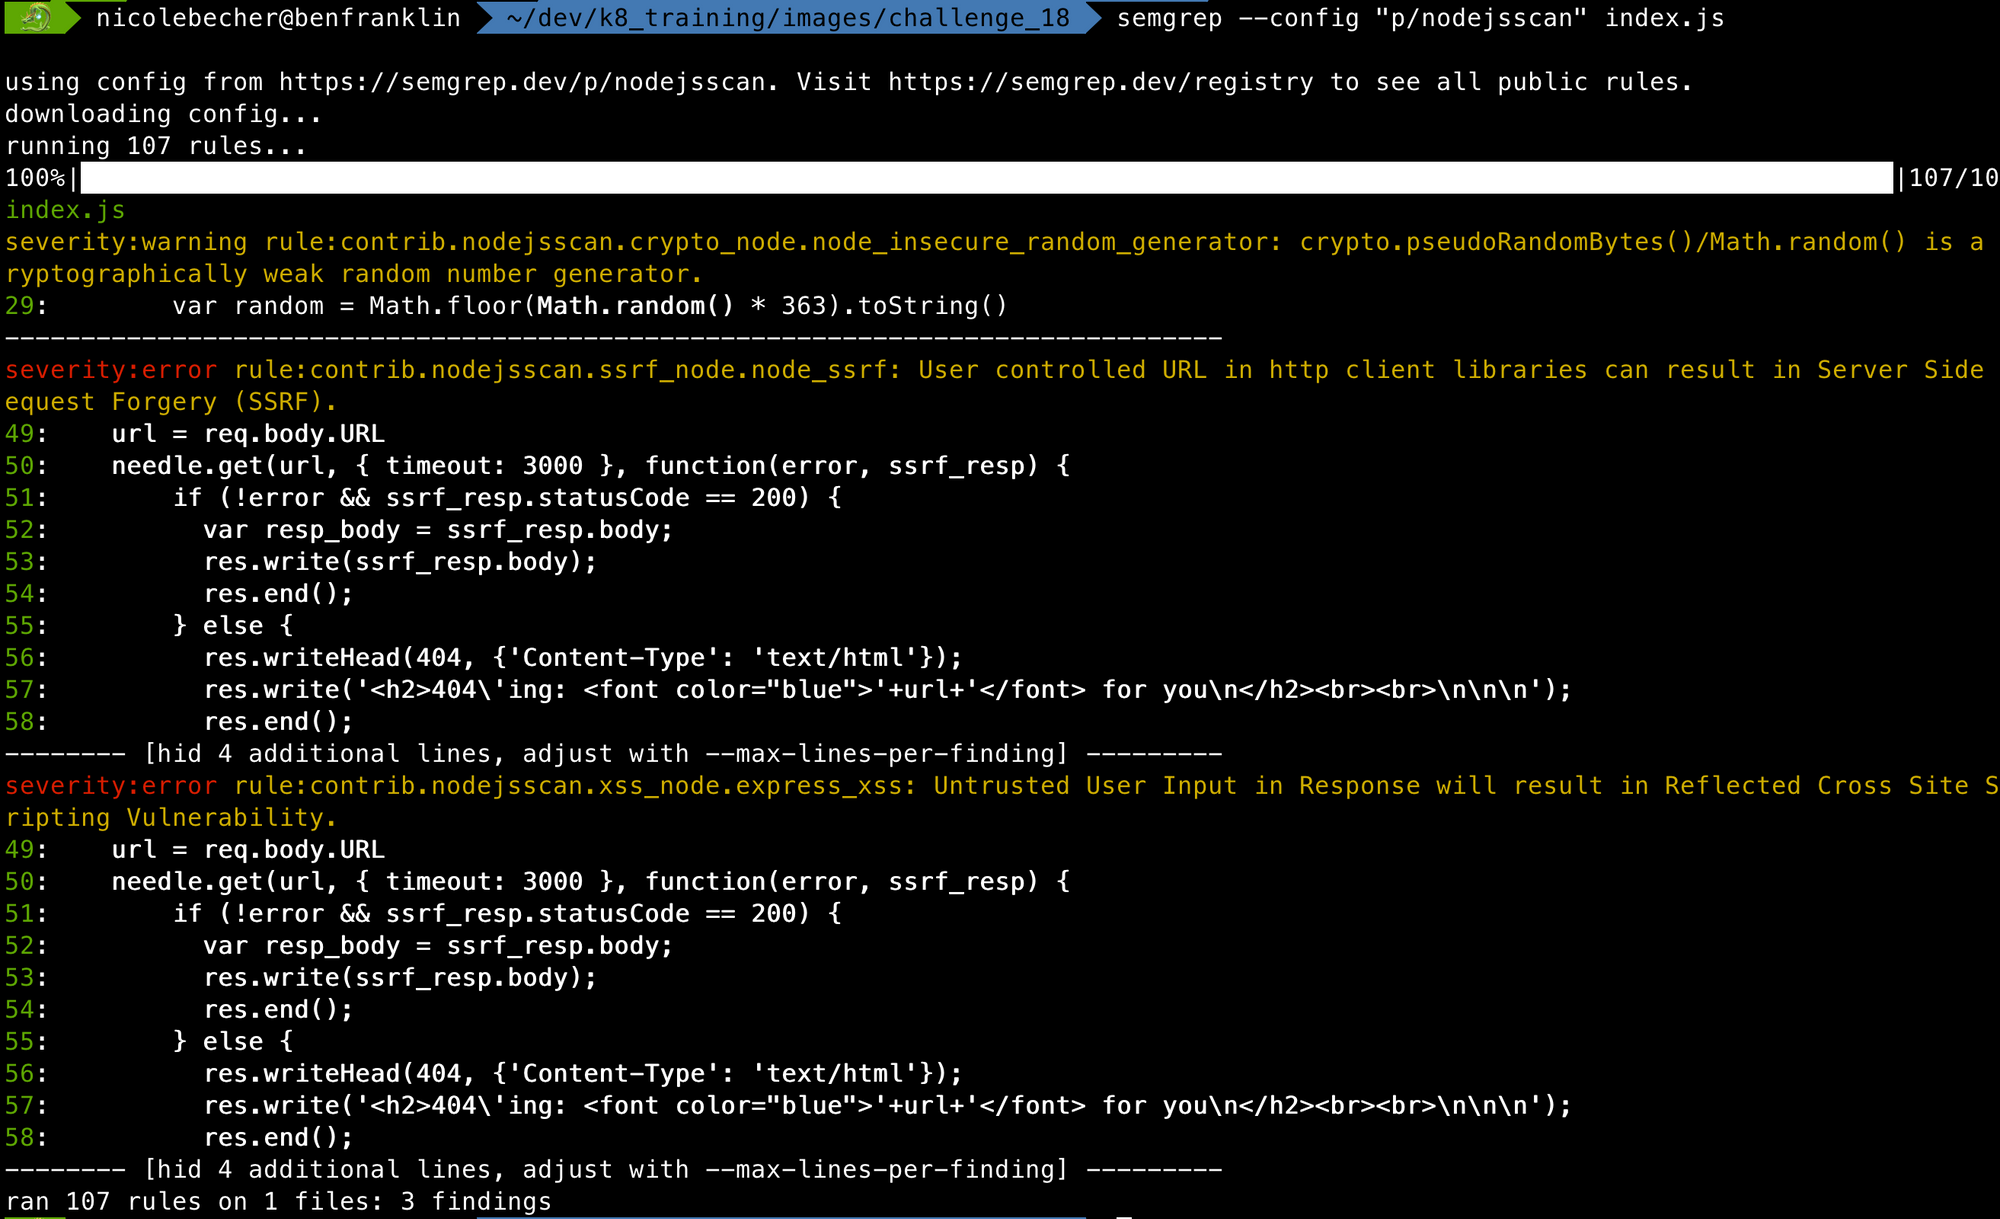 nicolebecher@benfranklin ~/dev/k8_training/images/challenge_18 semgrep --config "p/nodejsscan" index.js
using config from https://semgrep.dev/p/nodejsscan. Visit https://semgrep.dev/registry to see all public rules.
downloading config...
running 107 rules...
100%| |107/10
index.js
severity:warning rule:contrib.nodejsscan.crypto_node.node_insecure_random_generator: crypto.pseudoRandomBytes()/Math.random() is a
ryptographically weak random number generator.
29:        var random = Math.floor(Math.random() * 363).toString()
--------------------------------------------------------------------------------
severity:error rule:contrib.nodejsscan.ssrf_node.node_ssrf: User controlled URL in http client libraries can result in Server Side
equest Forgery (SSRF).
49:    url = req.body.URL
50:    needle.get(url, { timeout: 3000 }, function(error, ssrf_resp) {
51:        if (!error && ssrf_resp.statusCode == 200) {
52:          var resp_body = ssrf_resp.body;
53:          res.write(ssrf_resp.body);
54:          res.end();
55:        } else {
56:          res.writeHead(404, {'Content-Type': 'text/html'});
57:          res.write('<h2>404\'ing: <font color="blue">'+url+'</font> for you\n</h2><br><br>\n\n\n');
58:          res.end();
-------- [hid 4 additional lines, adjust with --max-lines-per-finding] ---------
severity:error rule:contrib.nodejsscan.xss_node.express_xss: Untrusted User Input in Response will result in Reflected Cross Site S
ripting Vulnerability.
49:    url = req.body.URL
50:    needle.get(url, { timeout: 3000 }, function(error, ssrf_resp) {
51:        if (!error && ssrf_resp.statusCode == 200) {
52:          var resp_body = ssrf_resp.body;
53:          res.write(ssrf_resp.body);
54:          res.end();
55:        } else {
56:          res.writeHead(404, {'Content-Type': 'text/html'});
57:          res.write('<h2>404\'ing: <font color="blue">'+url+'</font> for you\n</h2><br><br>\n\n\n');
58:          res.end();
-------- [hid 4 additional lines, adjust with --max-lines-per-finding] ---------
ran 107 rules on 1 files: 3 findings